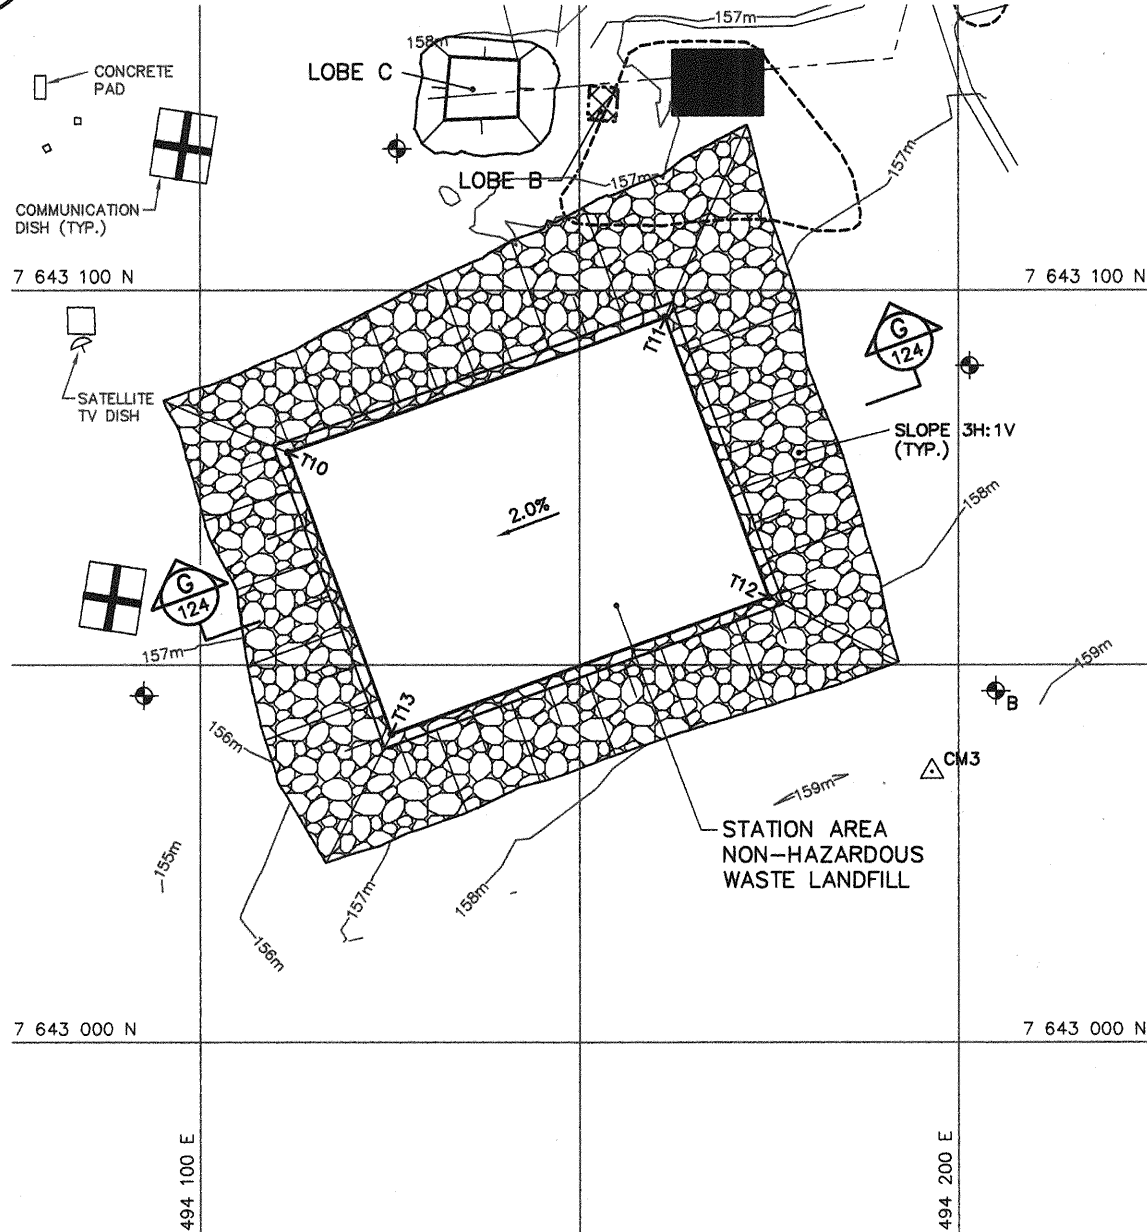 157m
158m
CONCRETE
PAD
LOBE C
157m
LOBE B
157m
COMMUNICATION
DISH (TYP.)
7 643 100 N
7 643 100 N
G
124
T11
SATELLITE
TV DISH
SLOPE 3H:1V
(TYP.)
T10
158m
2.0%
G
124
T12
157m
159m
B
T13
156m
CM3
159m
STATION AREA
NON-HAZARDOUS
WASTE LANDFILL
155m
157m
158m
156m
7 643 000 N
7 643 000 N
494 100 E
494 200 E